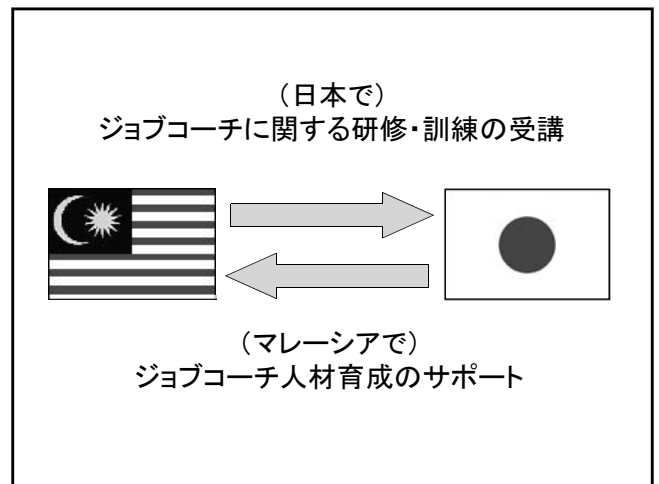 （日本で）
ジョブコーチに関する研修・訓練の受講
（マレーシアで）
ジョブコーチ人材育成のサポート